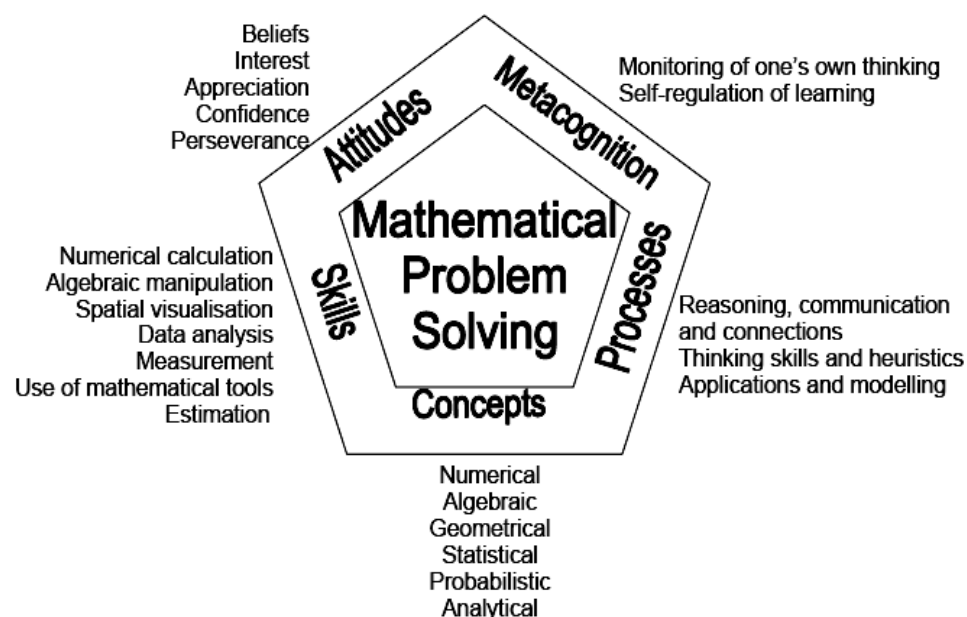 Beliefs
Interest
Appreciation
Confidence
Perseverance
Attitudes
Metacognition
Monitoring of one's own thinking
Self-regulation of learning
Mathematical
Problem
Solving
Numerical calculation
Algebraic manipulation
Spatial visualisation
Data analysis
Measurement
Use of mathematical tools
Estimation
Skills
Processes
Reasoning, communication
and connections
Thinking skills and heuristics
Applications and modelling
Concepts
Numerical
Algebraic
Geometrical
Statistical
Probabilistic
Analytical